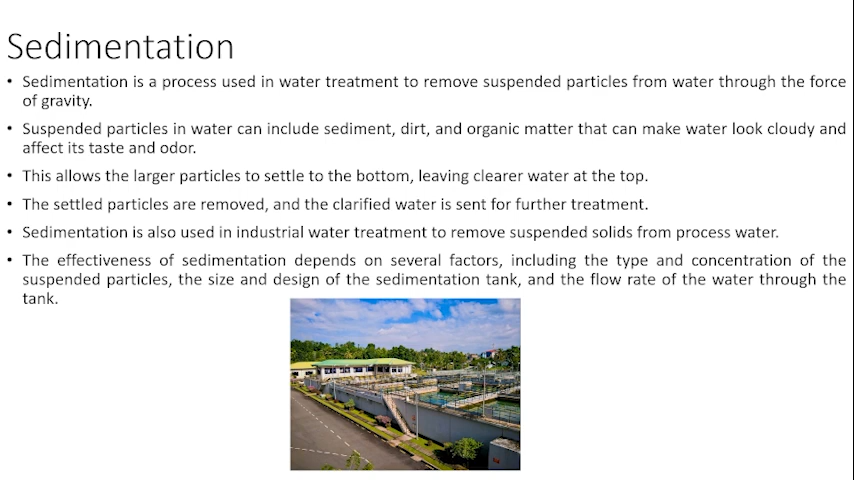 Sedimentation
• Sedimentation is a process used in water treatment to remove suspended particles from water through the force
of gravity.
• Suspended particles in water can include sediment, dirt, and organic matter that can make water look cloudy and
affect its taste and odor.
• This allows the larger particles to settle to the bottom, leaving clearer water at the top.
• The settled particles are removed, and the clarified water is sent for further treatment.
• Sedimentation is also used in industrial water treatment to remove suspended solids from process water.
• The effectiveness of sedimentation depends on several factors, including the type and concentration of the
suspended particles, the size and design of the sedimentation tank, and the flow rate of the water through the
tank.